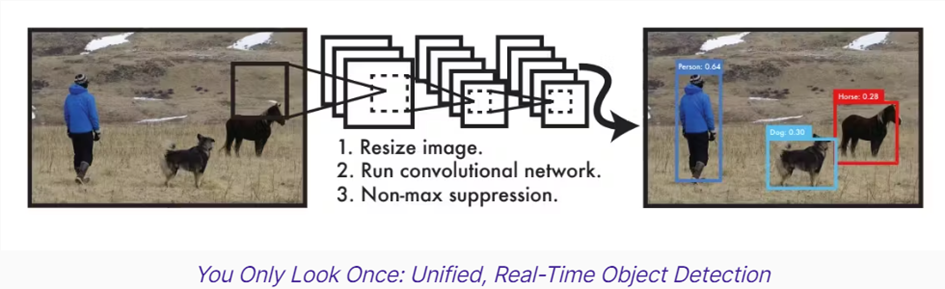 1. Resize image.
2. Run convolutional network.
3. Non-max suppression.
Person: 0.64
Horse: 0.28
Dog: 0.30
You Only Look Once: Unified, Real-Time Object Detection